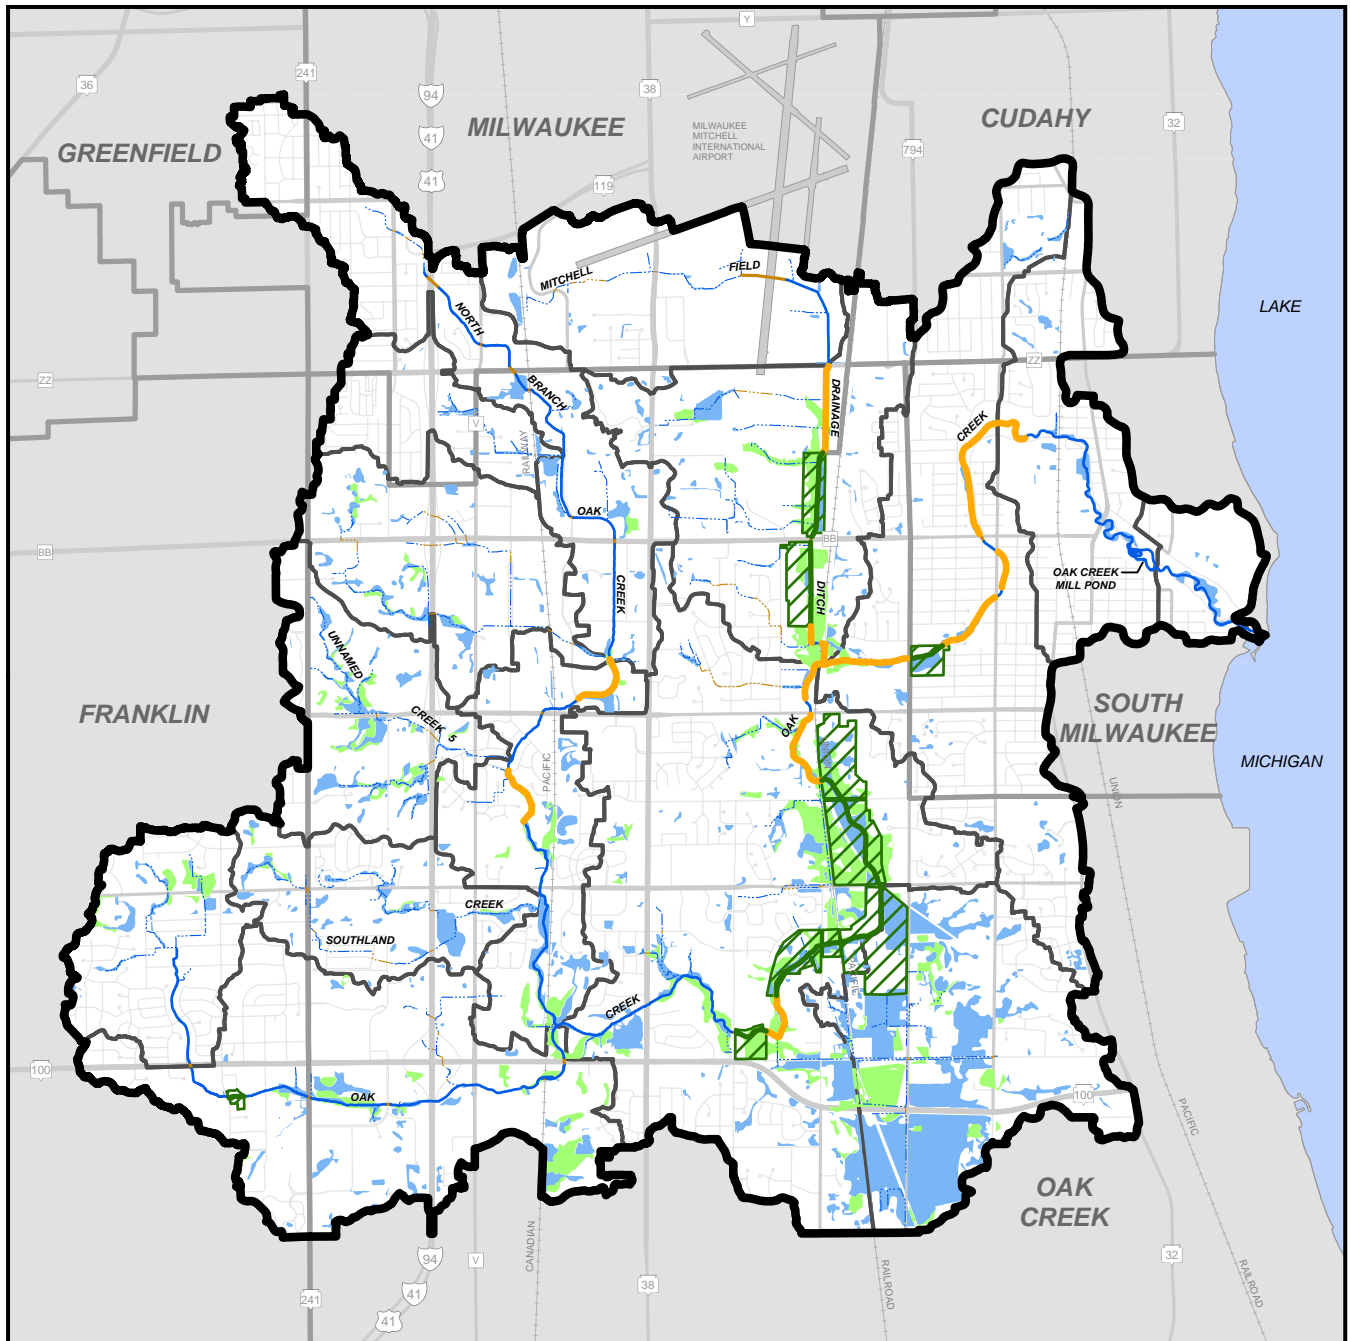 Y
36
241
94
38
41
MILWAUKEE
CUDAHY
32
GREENFIELD
MILWAUKEE
MITCHELL
INTERNATIONAL
AIRPORT
794
41
119
MITCHELL
FIELD
NORTH
LAKE
ZZ
ZZ
BRANCH
DRAINAGE
V
CREEK
RAILWAY
OAK
BB
BB
OAK CREEK
MILL POND
CREEK
DITCH
UNNAMED
FRANKLIN
CREEK 5
OAK
SOUTH
MILWAUKEE
MICHIGAN
PACIFIC
UNION
UNION
CREEK
SOUTHLAND
PACIFIC
CREEK
100
OAK
100
PACIFIC
OAK
CREEK
CANADIAN
94
V
32
38
41
241
41
RAILROAD
RAILROAD